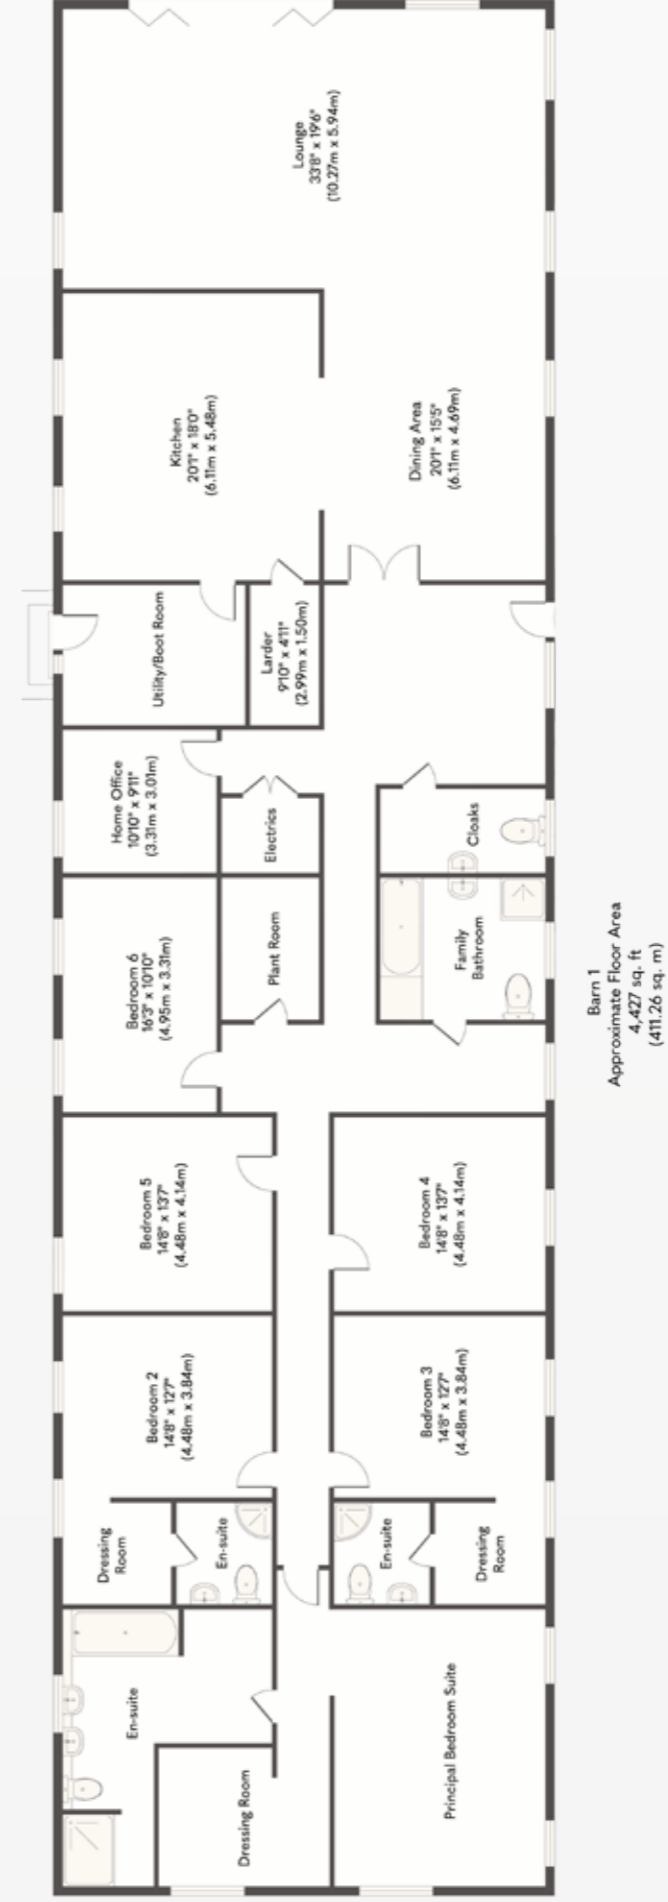 Lounge
33'8" x 19'6"
(10.27m x 5.94m)
Kitchen
20'1" x 18'0"
(6.11m x 5.48m)
Dining Area
20'1" x 15'5"
(6.11m x 4.69m)
Utility/Boot Room
Larder
9'10" x 4'11"
(2.99m x 1.50m)
Home Office
10'10" x 9'11"
(3.31m x 3.01m)
Electrics
Cloaks
Bedroom 6
16'3" x 10'10"
(4.95m x 3.31m)
Plant Room
Family
Bathroom
Bedroom 5
14'8" x 13'7"
(4.48m x 4.14m)
Bedroom 4
14'8" x 13'7"
(4.48m x 4.14m)
Bedroom 2
14'8" x 12'7"
(4.48m x 3.84m)
Bedroom 3
14'8" x 12'7"
(4.48m x 3.84m)
Dressing
Room
En-suite
En-suite
Dressing
Room
En-suite
Dressing Room
Principal Bedroom Suite
Barn 1
Approximate Floor Area
4,427 sq. ft
(411.26 sq. m)